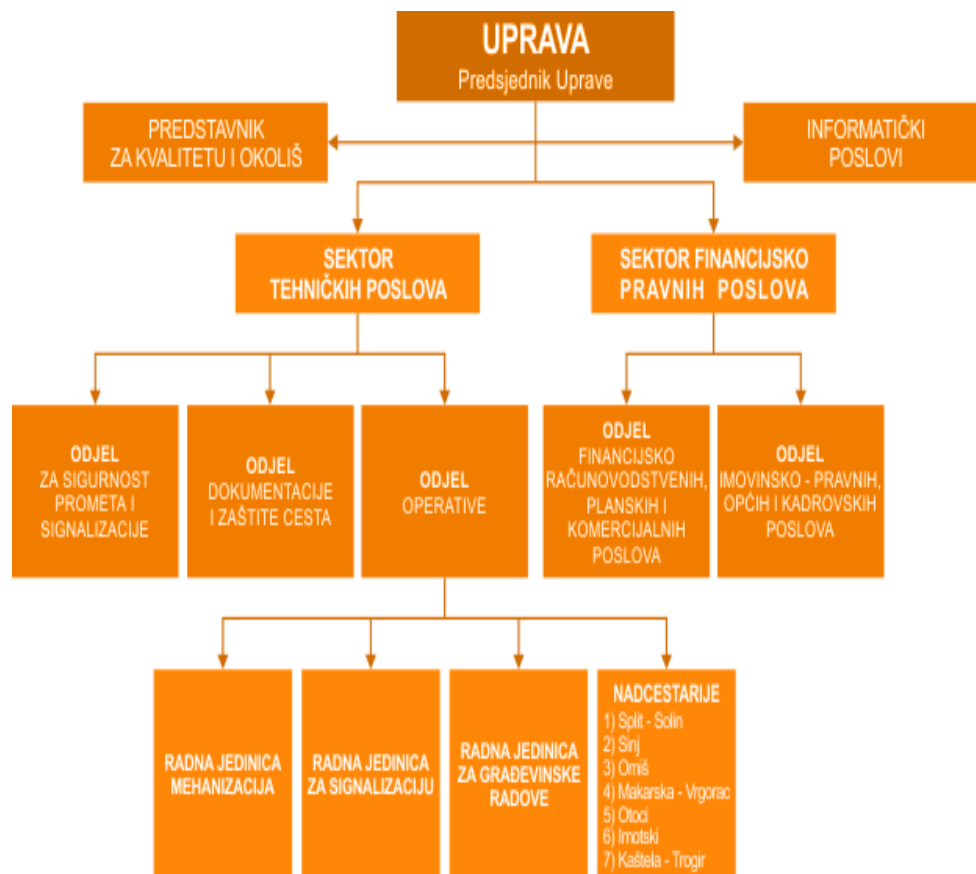 UPRAVA
Predsjednik Uprave
PREDSTAVNIK
ZA KVALITETU I OKOLIŠ
INFORMATIČKI
POSLOVI
SEKTOR
TEHNIČKIH POSLOVA
SEKTOR FINANCIJSKO
PRAVNIH POSLOVA
ODJEL
ZA SIGURNOST
PROMETA I
SIGNALIZACIJE
ODJEL
DOKUMENTACIJE
I ZAŠTITE CESTA
ODJEL
OPERATIVE
ODJEL
FINANCIJSKO
RAČUNOVODSTVENIH,
PLANSKIH I
KOMERCIJALNIH
POSLOVA
ODJEL
IMOVINSKO - PRAVNIH,
OPĆIH I KADROVSKIH
POSLOVA
RADNA JEDINICA
MEHANIZACIJA
RADNA JEDINICA
ZA SIGNALIZACIJU
RADNA JEDINICA
ZA GRAĐEVINSKE
RADOVE
NADCESTARIJE
1) Split - Solin
2) Sinj
3) Omiš
4) Makarska - Vrgorac
5) Otoci
6) Imotski
7) Kaštela - Trogir